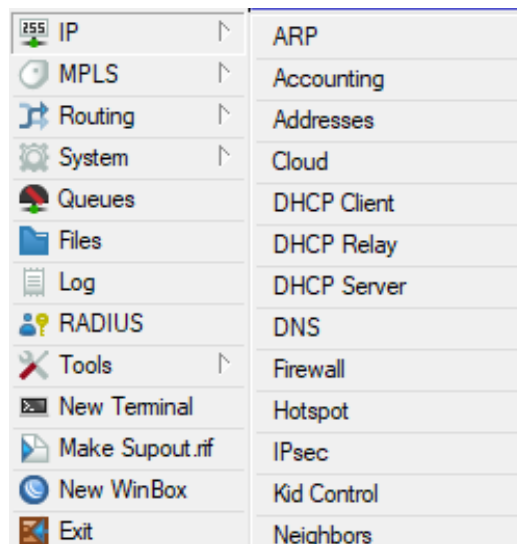 255 IP
MPLS
Routing
System
Queues
Files
Log
RADIUS
Tools
New Terminal
Make Supout.rif
New WinBox
Exit
ARP
Accounting
Addresses
Cloud
DHCP Client
DHCP Relay
DHCP Server
DNS
Firewall
Hotspot
IPsec
Kid Control
Neighbors